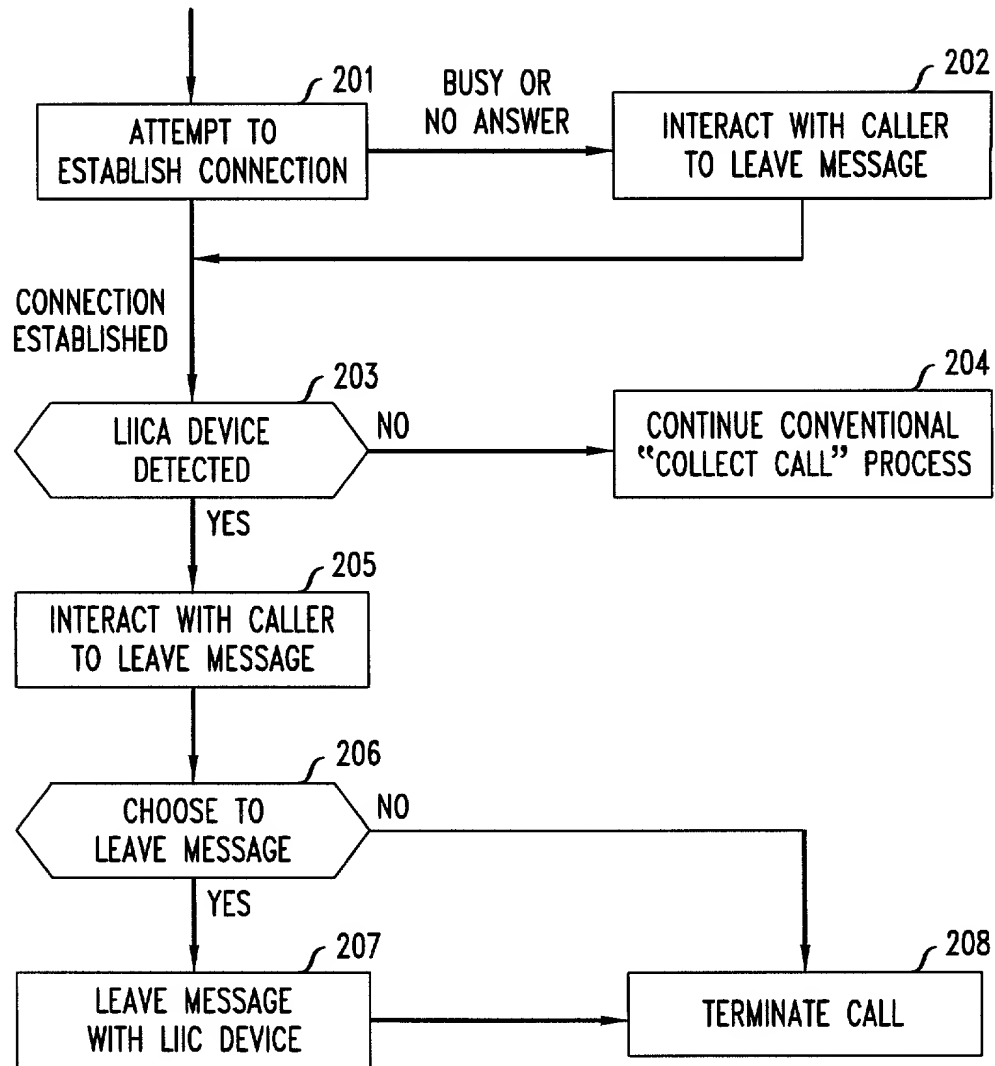 201
ATTEMPT TO
ESTABLISH CONNECTION
BUSY OR
NO ANSWER
202
INTERACT WITH CALLER
TO LEAVE MESSAGE
CONNECTION
ESTABLISHED
203
LIICA DEVICE
DETECTED
NO
204
CONTINUE CONVENTIONAL
“COLLECT CALL” PROCESS
YES
205
INTERACT WITH CALLER
TO LEAVE MESSAGE
206
CHOOSE TO
LEAVE MESSAGE
NO
YES
207
LEAVE MESSAGE
WITH LIIC DEVICE
208
TERMINATE CALL